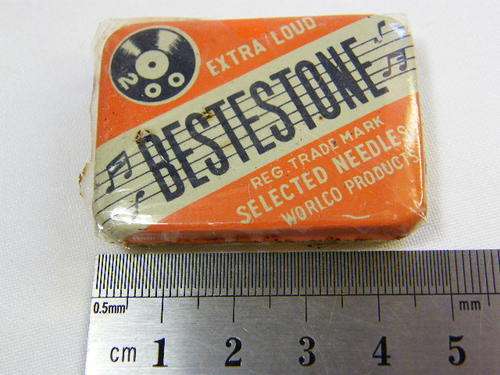 200
EXTRA LOUD
BESTESTONE
REG. TRADE MARK
SELECTED NEEDLES
WORLCO PRODUCTS
0.5mm
mm
cm 1 2 3 4 5